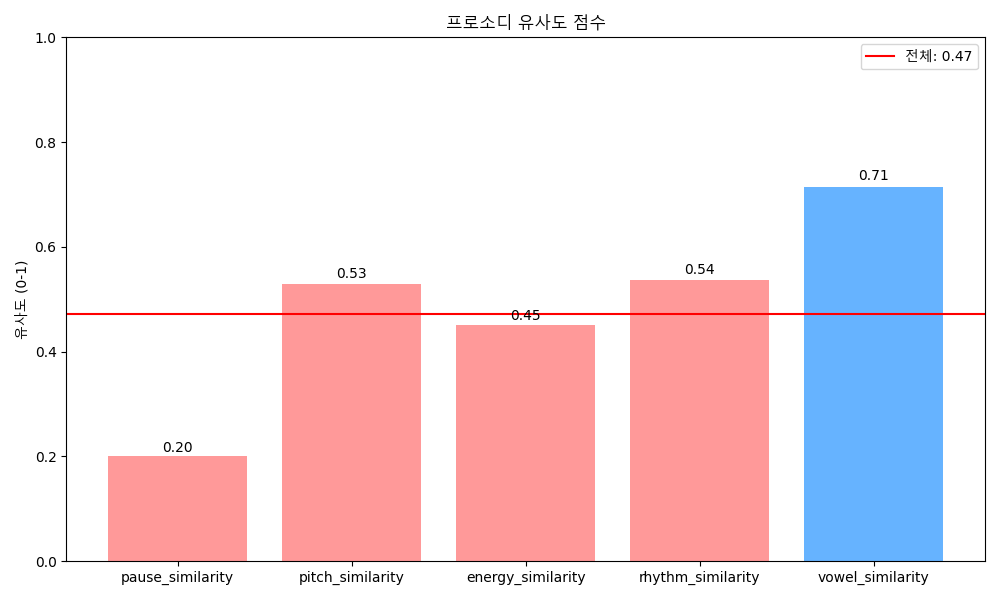 프로소디 유사도 점수
전체: 0.47
유사도 (0-1)
1.0
0.8
0.6
0.4
0.2
0.0
0.20
0.53
0.45
0.54
0.71
pause_similarity
pitch_similarity
energy_similarity
rhythm_similarity
vowel_similarity